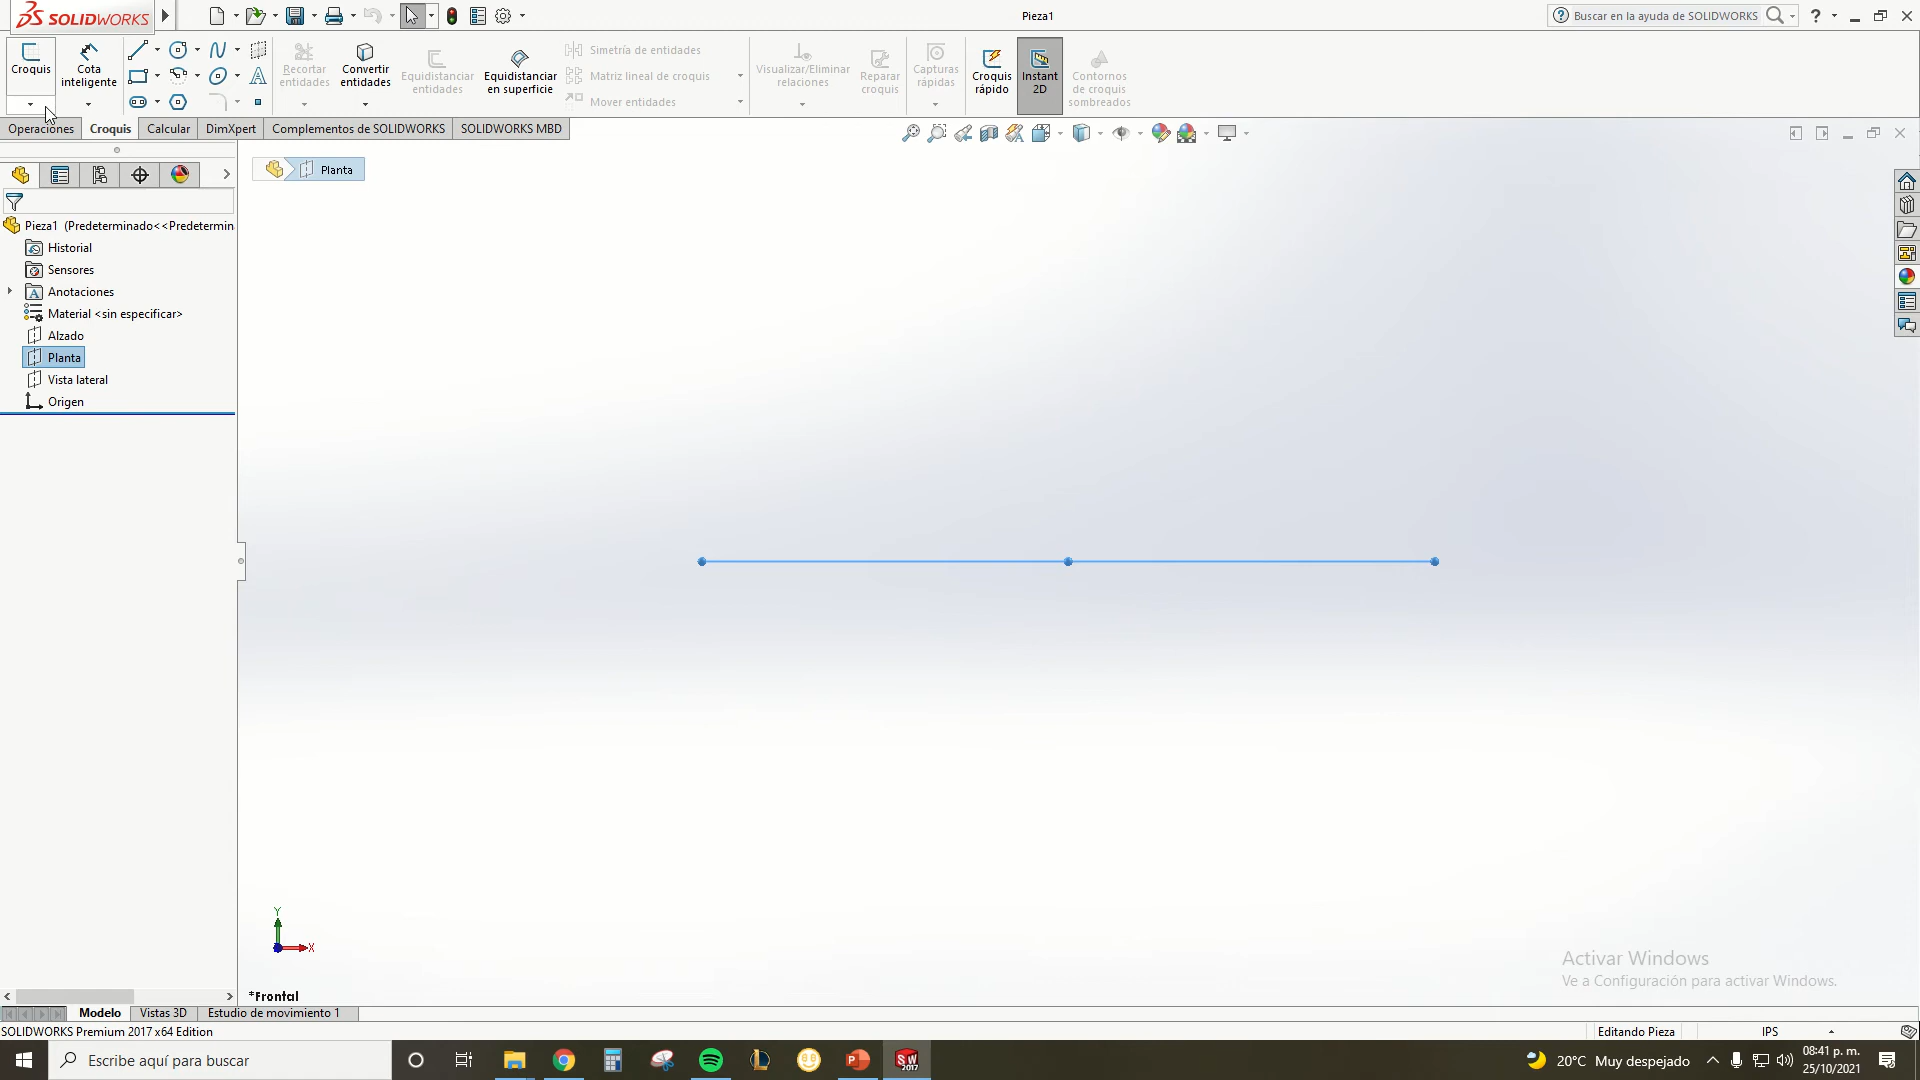 SOLIDWORKS
Pieza1
Buscar en la ayuda de SOLIDWORKS
?
Croquis
Cota
inteligente
Recortar
entidades
Convertir
entidades
Equidistanciar
entidades
Equidistanciar
en superficie
Simetría de entidades
Matriz lineal de croquis
Mover entidades
Visualizar/Eliminar
relaciones
Reparar
croquis
Capturas
rápidas
Croquis
rápido
Instant
2D
Contornos
de croquis
sombreados
Operaciones
Croquis
Calcular
DimXpert
Complementos de SOLIDWORKS
SOLIDWORKS MBD
Planta
Pieza1 (Predeterminado<<Predetermin
Historial
Sensores
Anotaciones
Material <sin especificar>
Alzado
Planta
Vista lateral
Origen
Y
X
*Frontal
Activar Windows
Ve a Configuración para activar Windows.
Modelo
Vistas 3D
Estudio de movimiento 1
SOLIDWORKS Premium 2017 x64 Edition
Editando Pieza
IPS
Escribe aquí para buscar
SW
2017
20°C Muy despejado
08:41 p. m.
25/10/2021